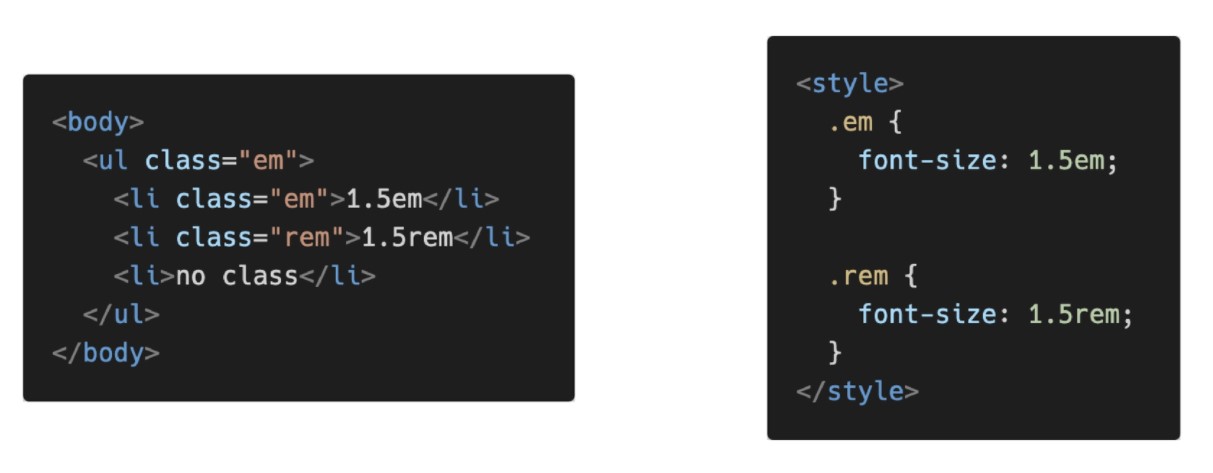 <body>
  <ul class="em">
    <li class="em">1.5em</li>
    <li class="rem">1.5rem</li>
    <li>no class</li>
  </ul>
</body>
<style>
  .em {
    font-size: 1.5em;
  }

  .rem {
    font-size: 1.5rem;
  }
</style>